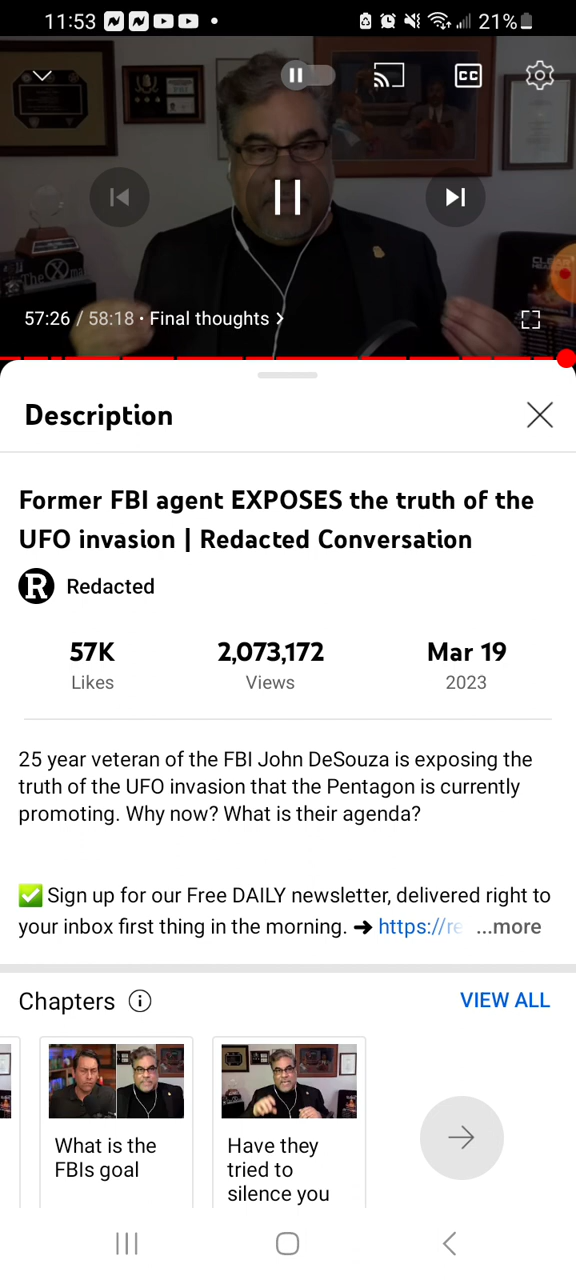 11:53
21%
CC
57:26 / 58:18 • Final thoughts
Description
Former FBI agent EXPOSES the truth of the
UFO invasion | Redacted Conversation
R Redacted
57K 2,073,172 Mar 19
Likes Views 2023
25 year veteran of the FBI John DeSouza is exposing the
truth of the UFO invasion that the Pentagon is currently
promoting. Why now? What is their agenda?
✅ Sign up for our Free DAILY newsletter, delivered right to
your inbox first thing in the morning. ➜ https://re ...more
Chapters
VIEW ALL
What is the
FBIs goal
Have they
tried to
silence you